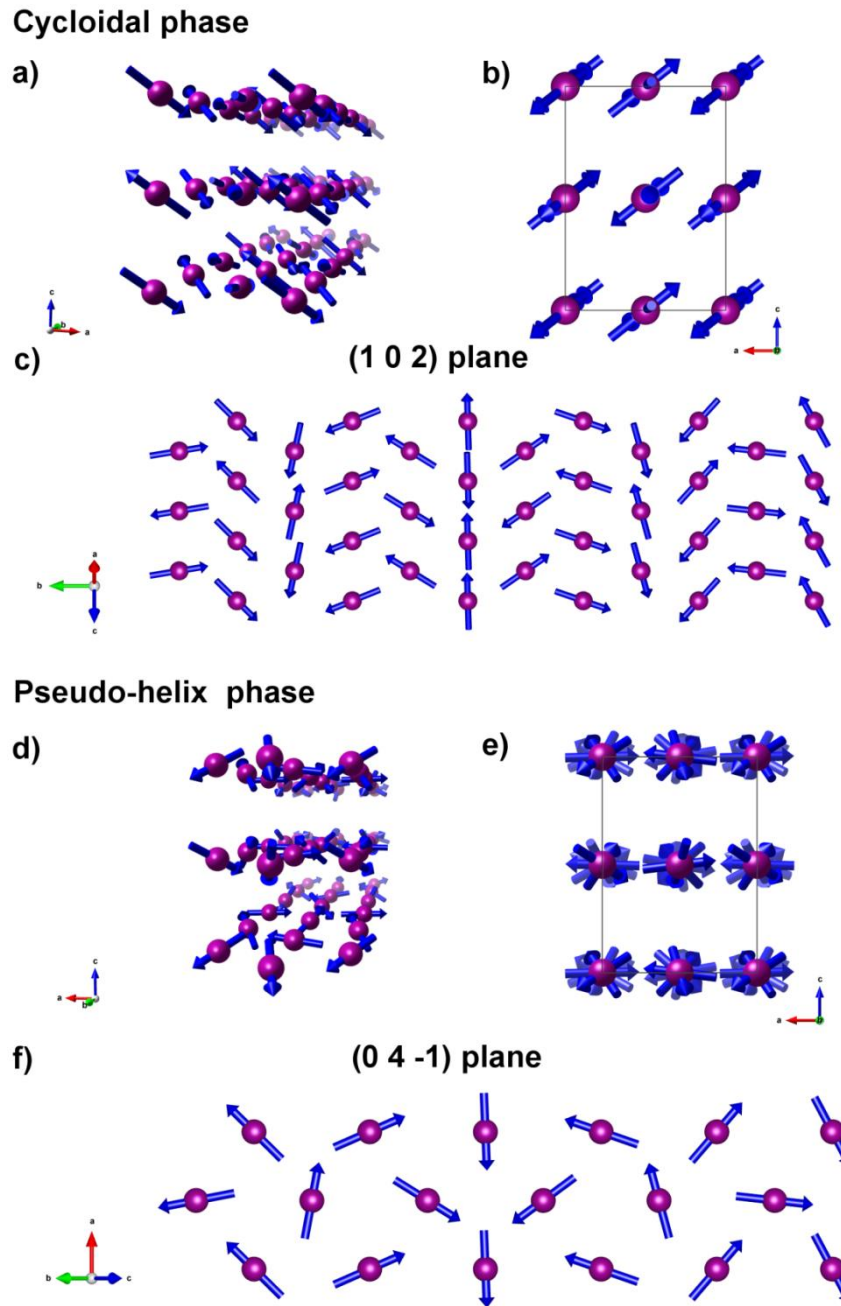 Cycloidal phase
a)
b)
c
b
a
c
a
c)
(1 0 2) plane
a
b
c
Pseudo-helix phase
d)
e)
c
a
b
c
a
f)
(0 4 -1) plane
a
b
c